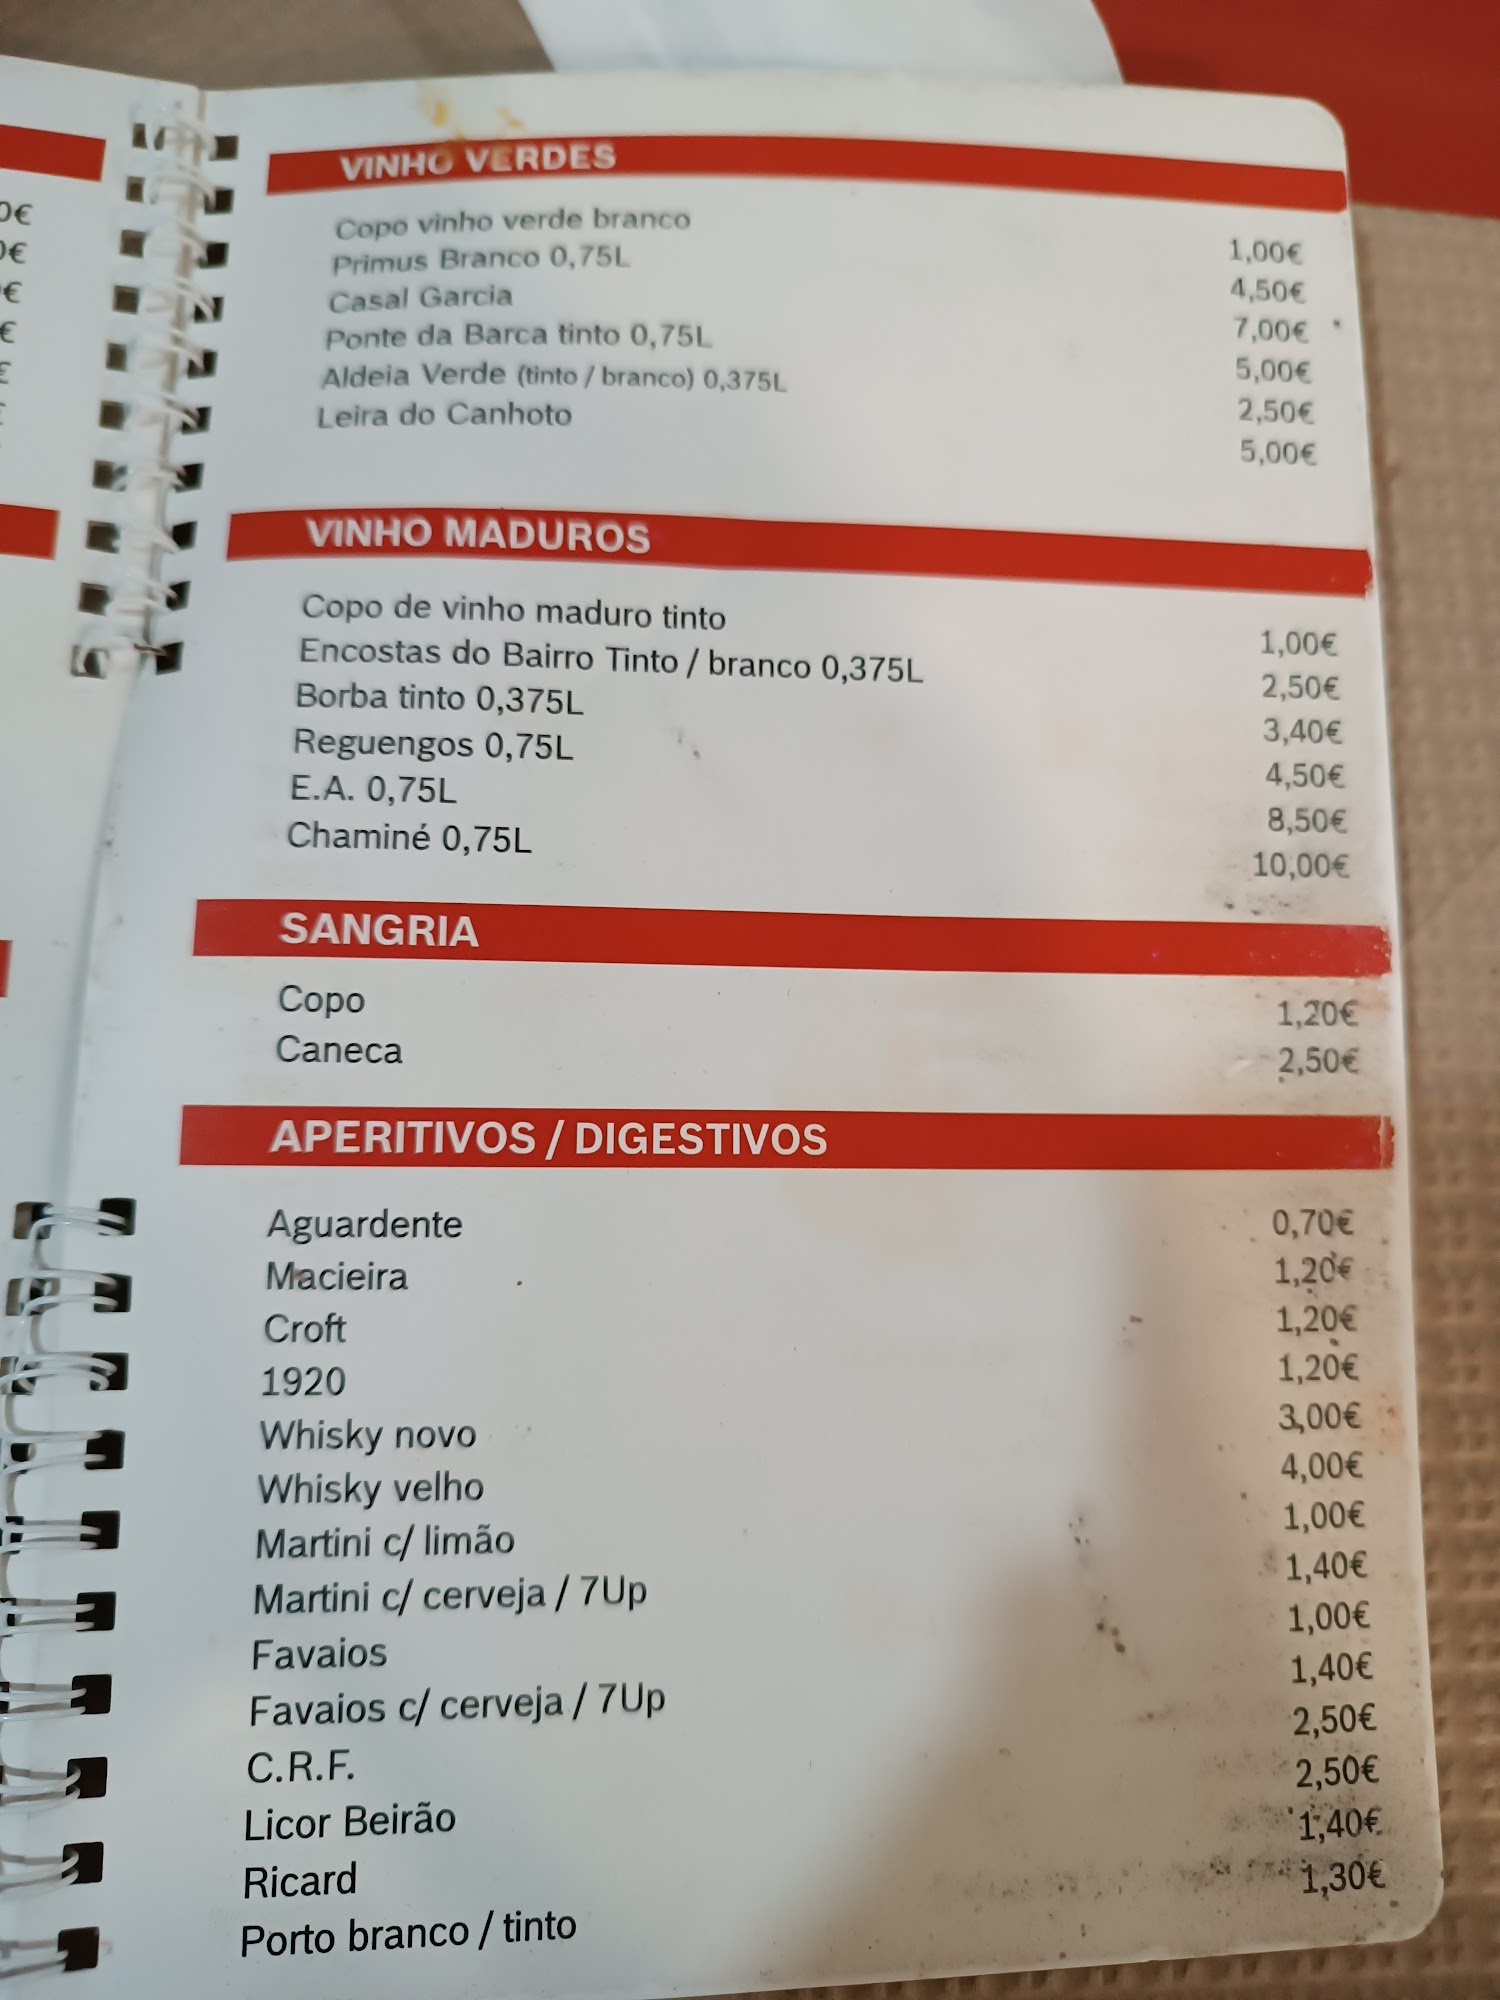 VINHO VERDES
Copo vinho verde branco 1,00€
Primus Branco 0,75L 4,50€
Casal Garcia 7,00€
Ponte da Barca tinto 0,75L 5,00€
Aldeia Verde (tinto / branco) 0,375L 2,50€
Leira do Canhoto 5,00€
VINHO MADUROS
Copo de vinho maduro tinto 1,00€
Encostas do Bairro Tinto / branco 0,375L 2,50€
Borba tinto 0,375L 3,40€
Reguengos 0,75L 4,50€
E.A. 0,75L 8,50€
Chaminé 0,75L 10,00€
SANGRIA
Copo 1,20€
Caneca 2,50€
APERITIVOS / DIGESTIVOS
Aguardente 0,70€
Macieira 1,20€
Croft 1,20€
1920 1,20€
Whisky novo 3,00€
Whisky velho 4,00€
Martini c/ limão 1,00€
Martini c/ cerveja / 7Up 1,40€
Favaios 1,00€
Favaios c/ cerveja / 7Up 1,40€
C.R.F. 2,50€
Licor Beirão 2,50€
Ricard 1,40€
Porto branco / tinto 1,30€